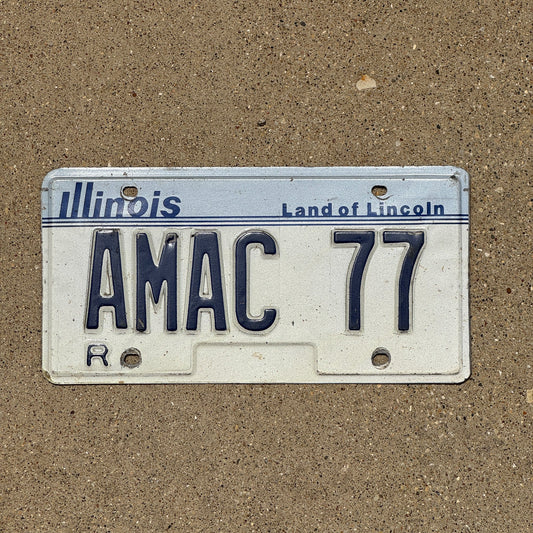 Illinois Land of Lincoln
AMAC 77
R